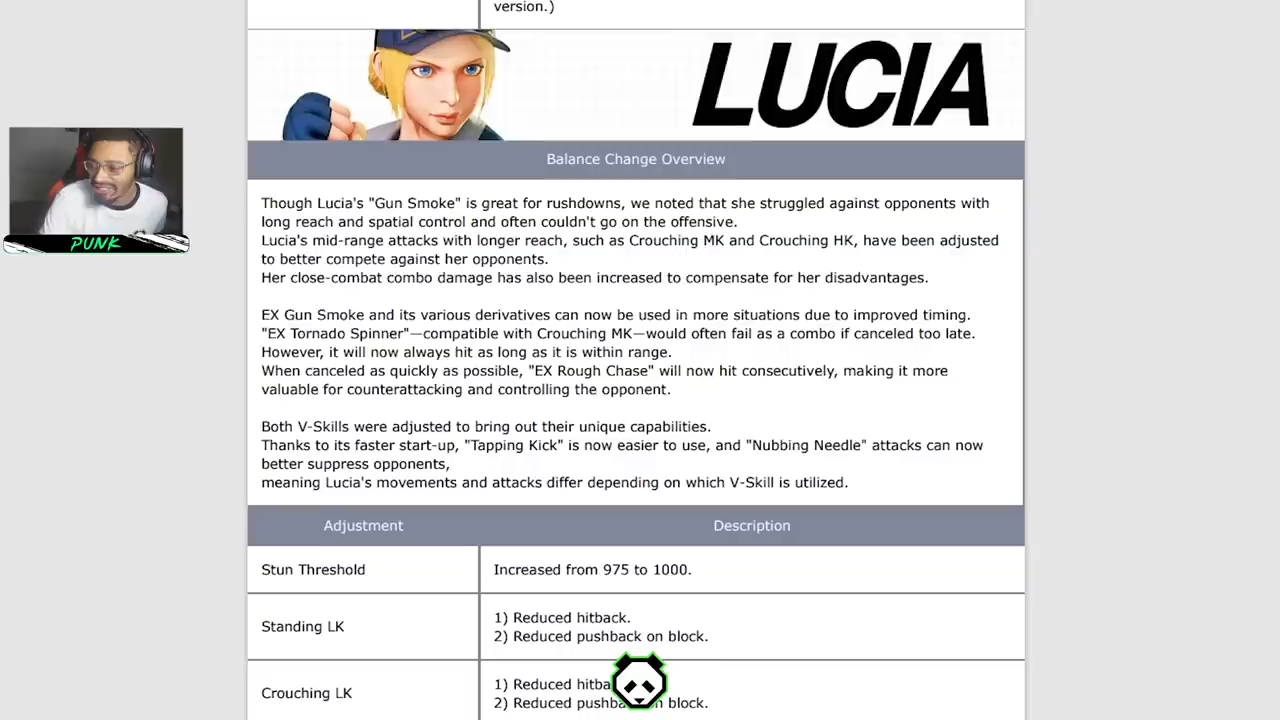 version.)
LUCIA
Balance Change Overview
Though Lucia's "Gun Smoke" is great for rushdowns, we noted that she struggled against opponents with
long reach and spatial control and often couldn't go on the offensive.
Lucia's mid-range attacks with longer reach, such as Crouching MK and Crouching HK, have been adjusted
to better compete against her opponents.
Her close-combat combo damage has also been increased to compensate for her disadvantages.
EX Gun Smoke and its various derivatives can now be used in more situations due to improved timing.
"EX Tornado Spinner"—compatible with Crouching MK—would often fail as a combo if canceled too late.
However, it will now always hit as long as it is within range.
When canceled as quickly as possible, "EX Rough Chase" will now hit consecutively, making it more
valuable for counterattacking and controlling the opponent.
Both V-Skills were adjusted to bring out their unique capabilities.
Thanks to its faster start-up, "Tapping Kick" is now easier to use, and "Nubbing Needle" attacks can now
better suppress opponents,
meaning Lucia's movements and attacks differ depending on which V-Skill is utilized.
PUNK
Adjustment Description
Stun Threshold Increased from 975 to 1000.
Standing LK
1) Reduced hitback.
2) Reduced pushback on block.
Crouching LK
1) Reduced
2) Reduced block.